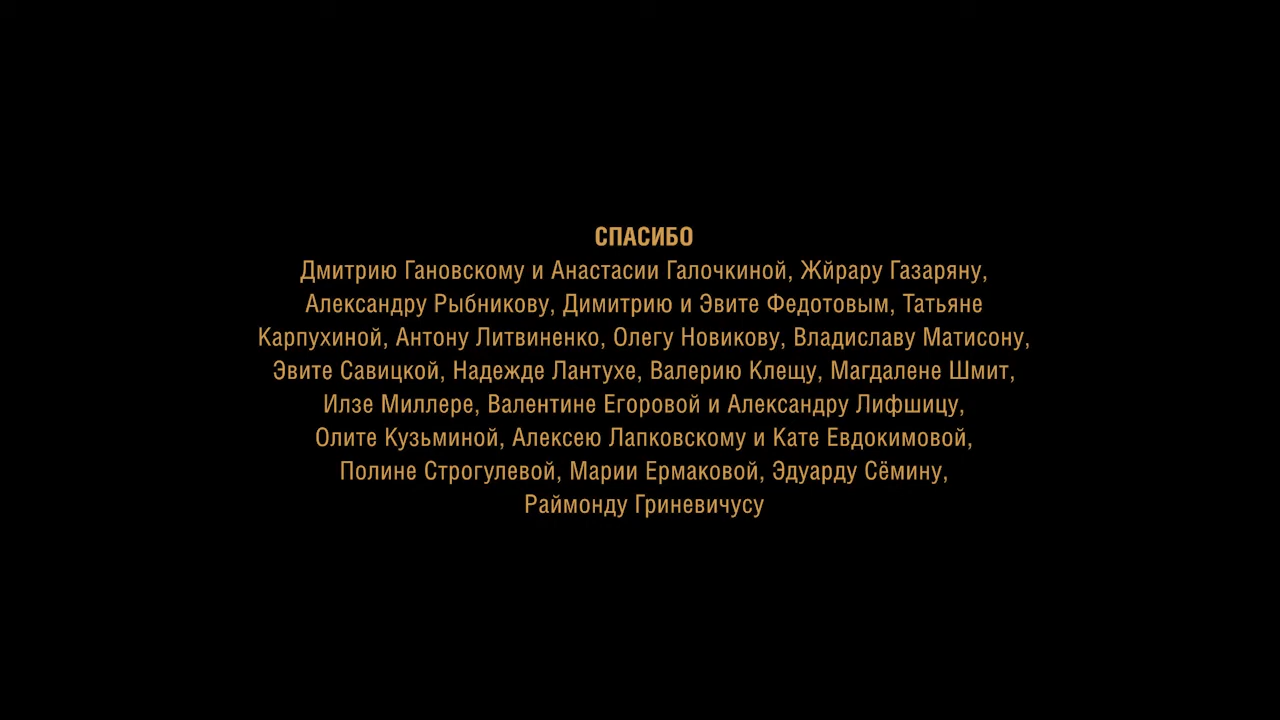 СПАСИБО
Дмитрию Гановскому и Анастасии Галочкиной, Жйрару Газаряну,
Александру Рыбникову, Димитрию и Эвите Федотовым, Татьяне
Карпухиной, Антону Литвиненко, Олегу Новикову, Владиславу Матисону,
Эвите Савицкой, Надежде Лантухе, Валерию Клещу, Магдалене Шмит,
Илзе Миллере, Валентине Егоровой и Александру Лифшицу,
Олите Кузьминой, Алексею Лапковскому и Кате Евдокимовой,
Полине Строгулевой, Марии Ермаковой, Эдуарду Сёмину,
Раймонду Гриневичусу